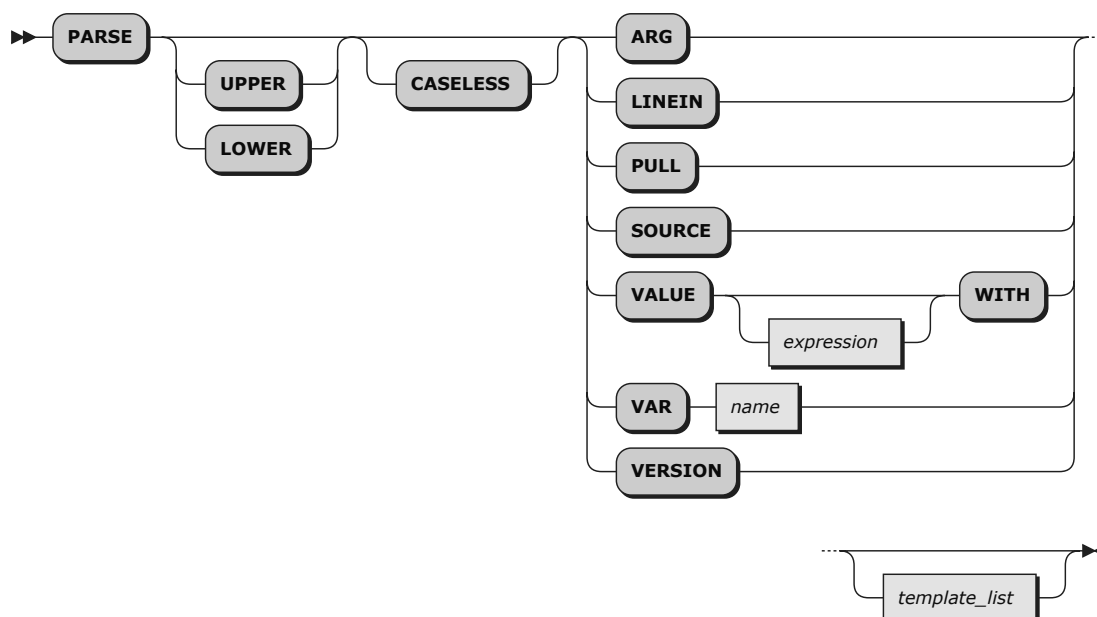 PARSE ARG
UPPER CASELESS
LINEIN
LOWER
PULL
SOURCE
VALUE WITH
expression
VAR name
VERSION
template_list